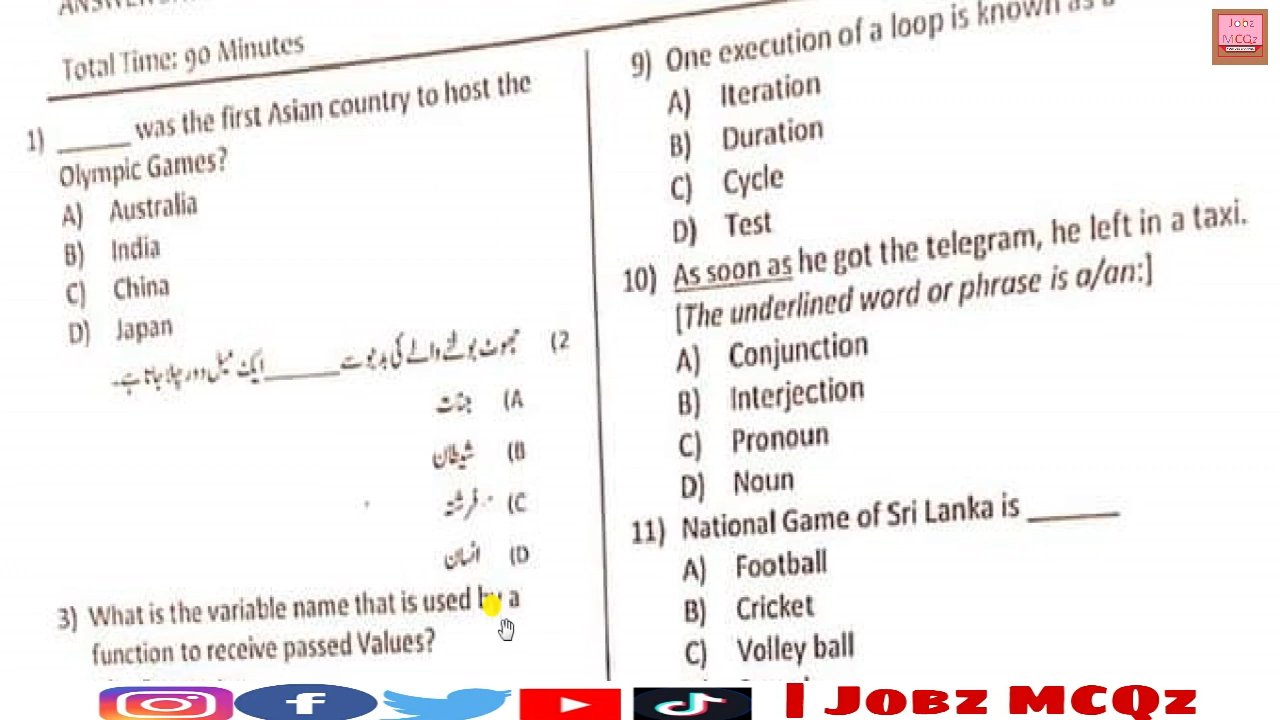 Total Time: 90 Minutes
1) ______ was the first Asian country to host the
Olympic Games?
A) Australia
B) India
C) China
D) Japan
2) جھوٹ بولنے والے کی بدبو سے ______ ایک میل دور چلا جاتا ہے۔
A) جنات
B) شیطان
C) فرشتہ
D) انسان
3) What is the variable name that is used by a
function to receive passed Values?
9) One execution of a loop is known as a
A) Iteration
B) Duration
C) Cycle
D) Test
10) As soon as he got the telegram, he left in a taxi.
[The underlined word or phrase is a/an:]
A) Conjunction
B) Interjection
C) Pronoun
D) Noun
11) National Game of Sri Lanka is ______
A) Football
B) Cricket
C) Volley ball
Jobz
MCQz
| Jobz MCQz